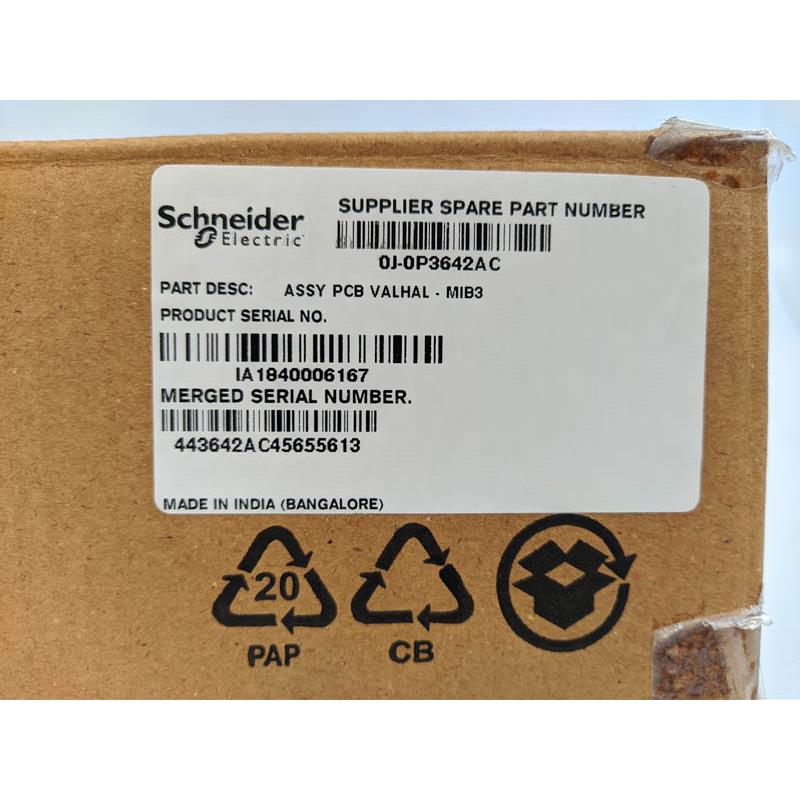 Schneider
Electric
SUPPLIER SPARE PART NUMBER
0J-0P3642AC
PART DESC: ASSY PCB VALHAL - MIB3
PRODUCT SERIAL NO.
IA1840006167
MERGED SERIAL NUMBER.
443642AC45655613
MADE IN INDIA (BANGALORE)
20
PAP
CB